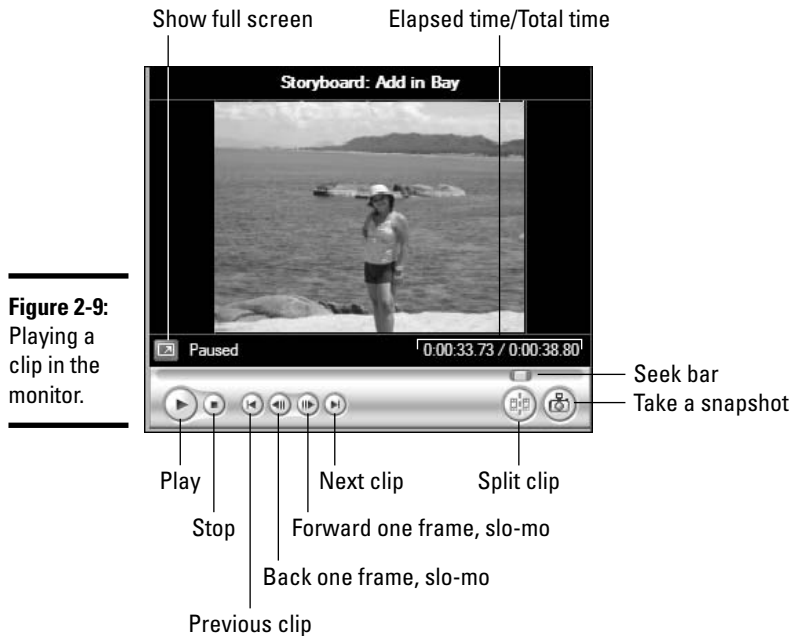 Show full screen
Elapsed time/Total time
Storyboard: Add in Bay
Figure 2-9:
Playing a
clip in the
monitor.
Paused
0:00:33.73 / 0:00:38.80
Seek bar
Take a snapshot
Play
Next clip
Split clip
Stop
Forward one frame, slo-mo
Back one frame, slo-mo
Previous clip